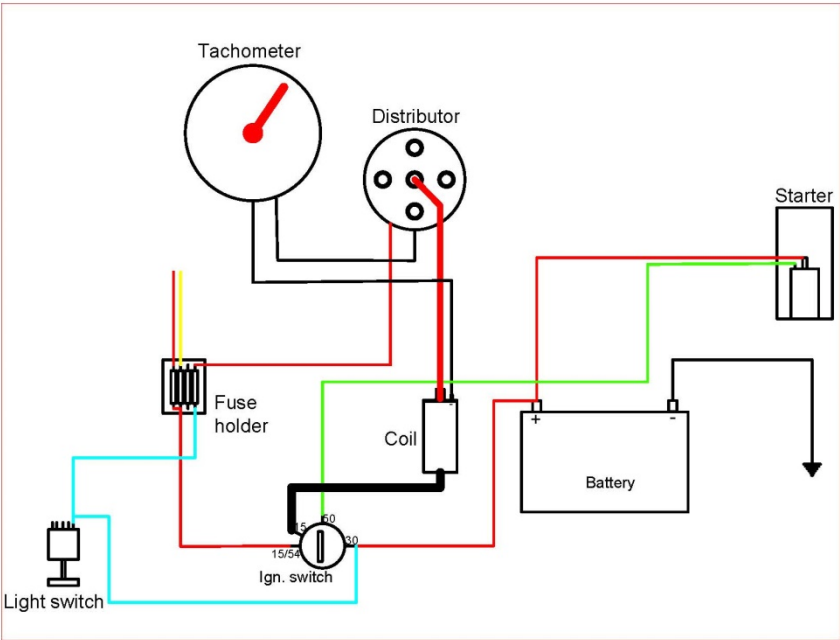 Tachometer
Distributor
Starter
Fuse
holder
Coil
-
+
-
Battery
50
15
30
15/54
Ign. switch
Light switch